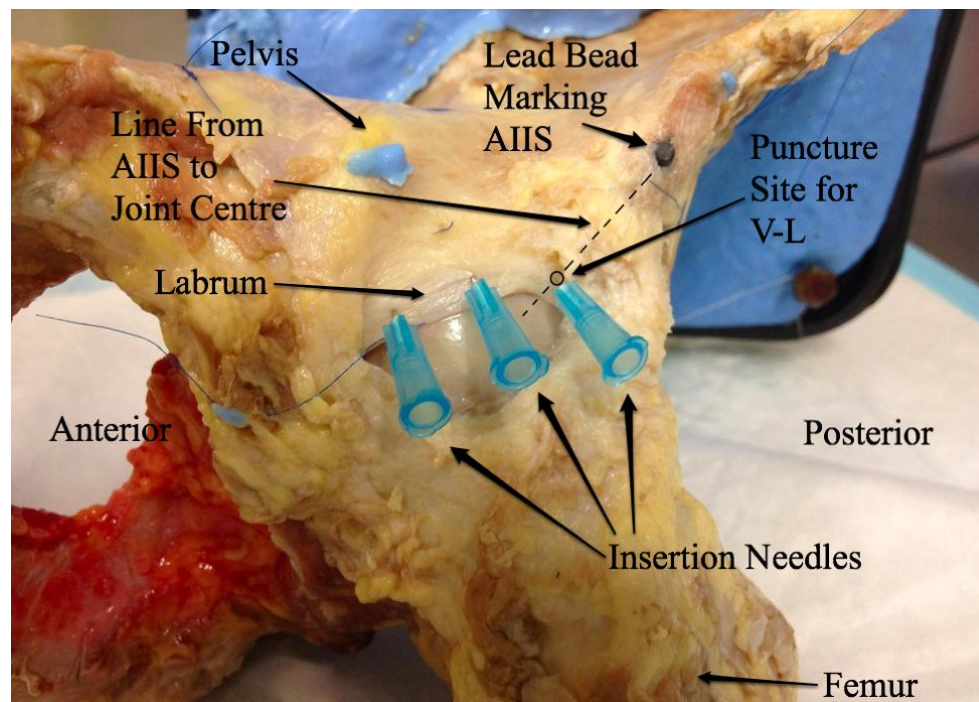 Pelvis
Lead Bead
Marking
AIIS
Line From
AIIS to
Joint Centre
Puncture
Site for
V-L
Labrum
Anterior
Posterior
Insertion Needles
Femur